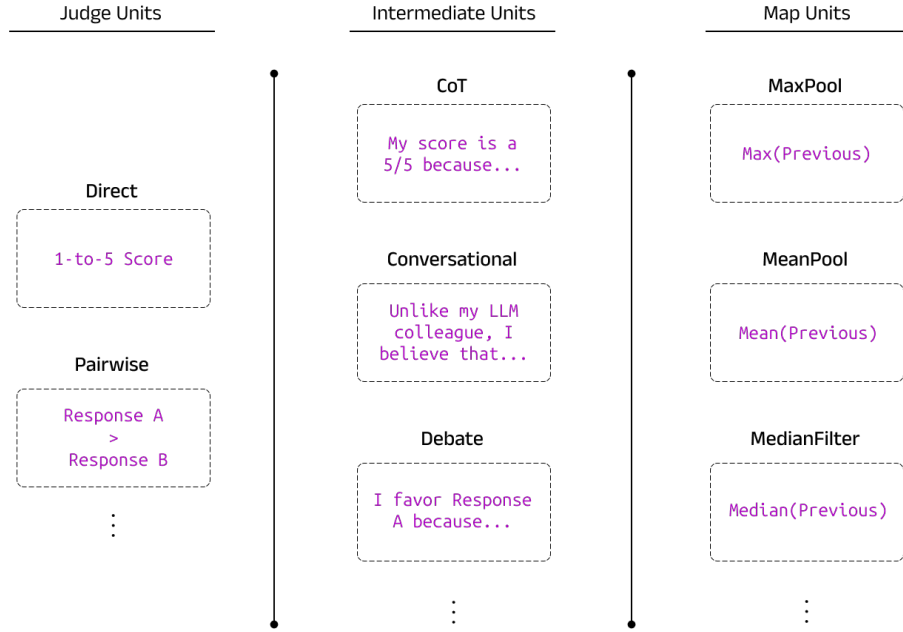 Judge Units
Direct
1-to-5 Score
Pairwise
Response A
>
Response B
Intermediate Units
CoT
My score is a
5/5 because...
Conversational
Unlike my LLM
colleague, I
believe that...
Debate
I favor Response
A because...
Map Units
MaxPool
Max(Previous)
MeanPool
Mean(Previous)
MedianFilter
Median(Previous)